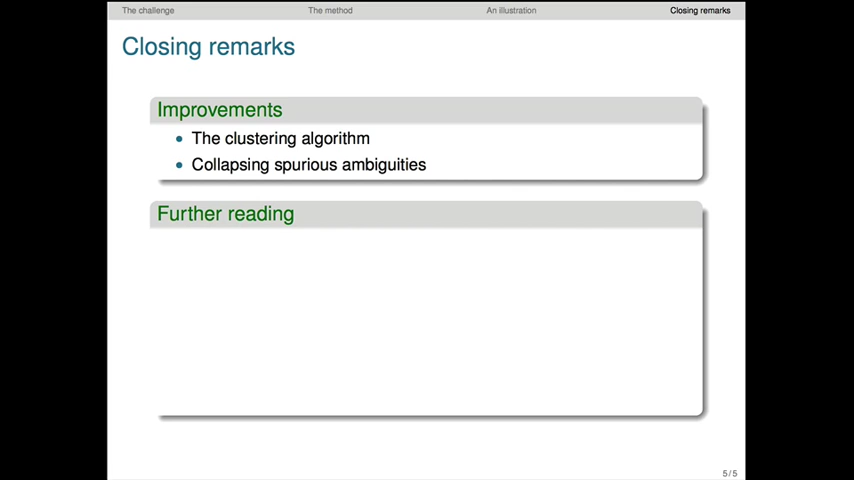 The challenge The method An illustration Closing remarks
Closing remarks
Improvements
• The clustering algorithm
• Collapsing spurious ambiguities
Further reading
5 / 5